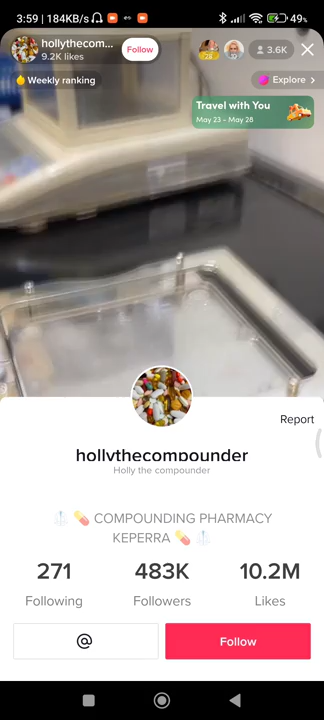 3:59 | 184KB/s 49%
hollythecom... Follow 3.6K
9.2K likes
Weekly ranking Explore >
Travel with You
May 23 - May 28
Report
hollythecompounder
Holly the compounder
COMPOUNDING PHARMACY
KEPERRA
271 483K 10.2M
Following Followers Likes
@ Follow